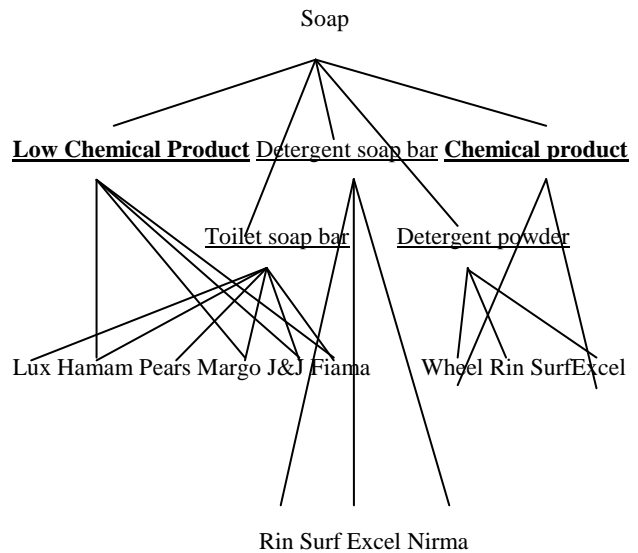 Soap
Low Chemical Product Detergent soap bar Chemical product
Toilet soap bar Detergent powder
Lux Hamam Pears Margo J&J Fiama Wheel Rin SurfExcel
Rin Surf Excel Nirma